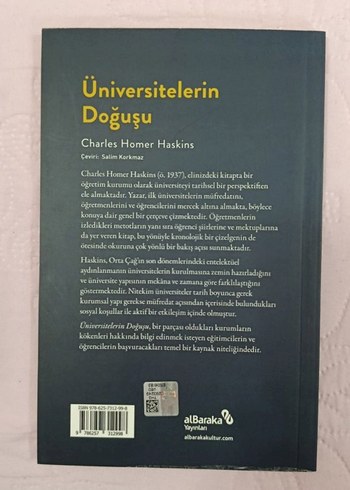 Üniversitelerin
Doğuşu
Charles Homer Haskins
Çeviri: Salim Korkmaz
Charles Homer Haskins (ö. 1937), elinizdeki kitapta bir
öğretim kurumu olarak üniversiteyi tarihsel bir perspektiften
ele almaktadır. Yazar, ilk üniversitelerin müfredatını,
öğretmenlerini ve öğrencilerini mercek altına almakta, böylece
konuya dair genel bir çerçeve çizmektedir. Öğretmenlerin
izledikleri metotların yanı sıra öğrenci şiirlerine ve mektuplarına
da yer veren kitap, bu yönüyle kronolojik bir çizelgenin de
ötesinde okuruna çok yönlü bir bakış açısı sunmaktadır.
Haskins, Orta Çağ'ın son dönemlerindeki entelektüel
aydınlanmanın üniversitelerin kurulmasına zemin hazırladığını
ve üniversite yapısının mekâna ve zamana göre farklılaştığını
göstermektedir. Nitekim üniversiteler tarih boyunca gerek
kurumsal yapı gerekse müfredat açısından içerisinde bulundukları
sosyal koşullar ile aktif bir etkileşim içinde olmuştur.
Üniversitelerin Doğuşu, bir parçası oldukları kurumların
kökenleri hakkında bilgi edinmek isteyen eğitimcilerin ve
öğrencilerin başvuracakları temel bir kaynak niteliğindedir.
alBaraka
Yayınları
albarakakultur.com